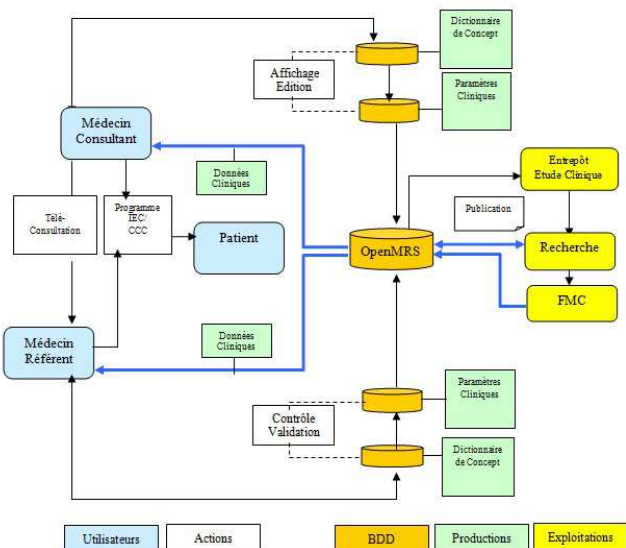 Dictionnaire
de Concept
Affichage
Edition
Paramètres
Cliniques
Médecin
Consultant
Données
Cliniques
Entrepôt
Etude Clinique
Publication
Télé-
Consultation
Programme
IEC/
CCC
Patient
OpenMRS
Recherche
FMC
Médecin
Référent
Données
Cliniques
Paramètres
Cliniques
Contrôle
Validation
Dictionnaire
de Concept
Utilisateurs
Actions
BDD
Productions
Exploitations